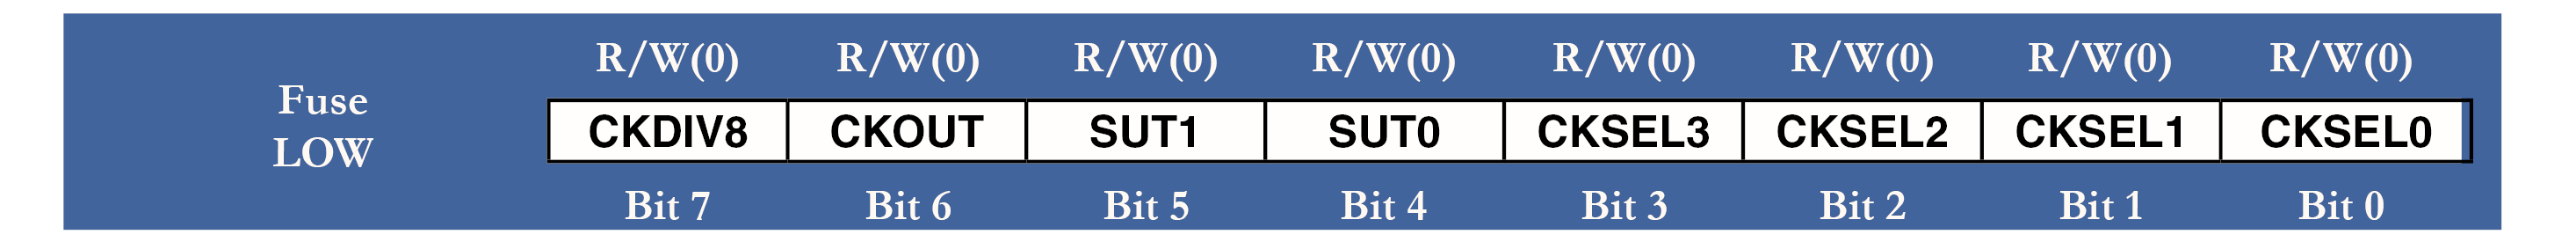 R/W(0) R/W(0) R/W(0) R/W(0) R/W(0) R/W(0) R/W(0) R/W(0)
Fuse
LOW
CKDIV8 CKOUT SUT1 SUT0 CKSEL3 CKSEL2 CKSEL1 CKSEL0
Bit 7 Bit 6 Bit 5 Bit 4 Bit 3 Bit 2 Bit 1 Bit 0